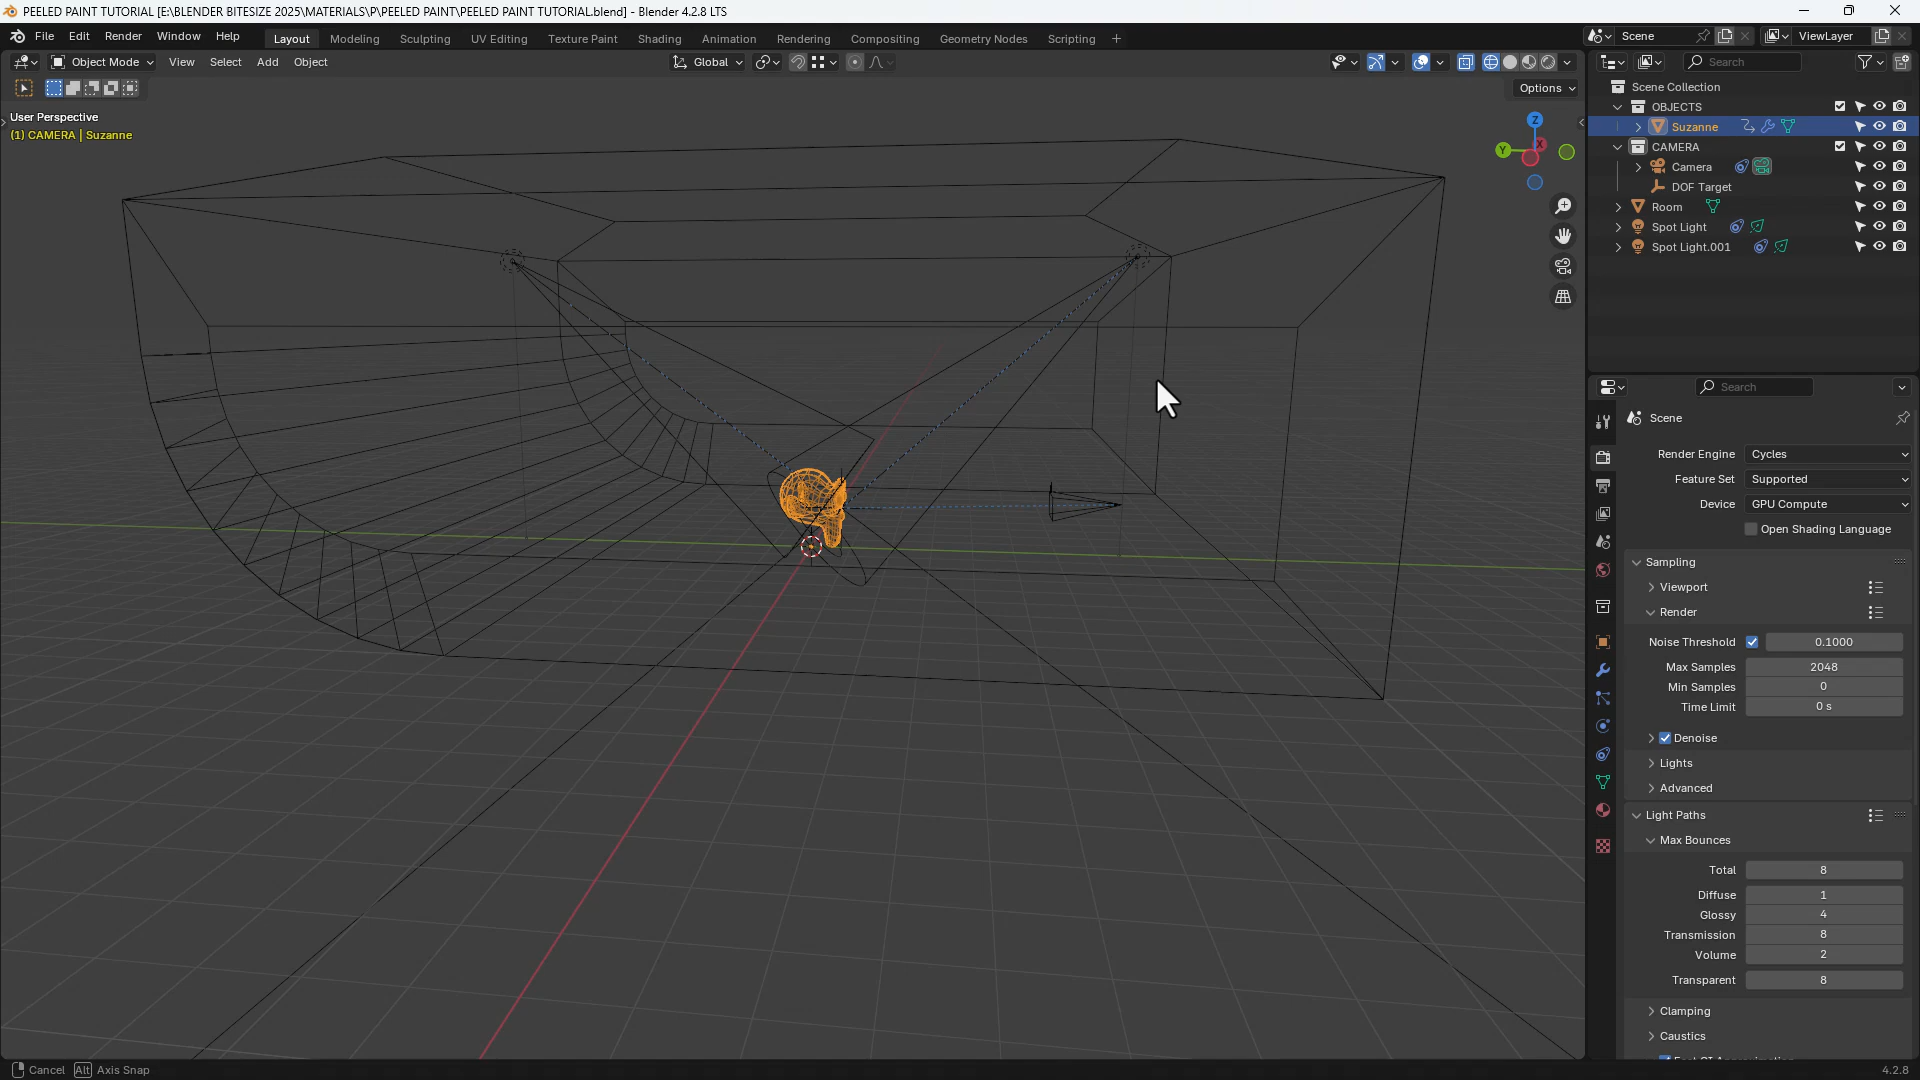 PEELED PAINT TUTORIAL [E:\BLENDER BITESIZE 2025\MATERIALS\P\PEELED PAINT\PEELED PAINT TUTORIAL.blend] - Blender 4.2.8 LTS
File Edit Render Window Help Layout Modeling Sculpting UV Editing Texture Paint Shading Animation Rendering Compositing Geometry Nodes Scripting + Scene ViewLayer
Object Mode View Select Add Object Global Search
Options
User Perspective
(1) CAMERA | Suzanne
Z
X
Y
Scene Collection
OBJECTS
Suzanne
CAMERA
Camera
DOF Target
Room
Spot Light
Spot Light.001
Search
Scene
Render Engine Cycles
Feature Set Supported
Device GPU Compute
Open Shading Language
Sampling
Viewport
Render
Noise Threshold 0.1000
Max Samples 2048
Min Samples 0
Time Limit 0 s
Denoise
Lights
Advanced
Light Paths
Max Bounces
Total 8
Diffuse 1
Glossy 4
Transmission 8
Volume 2
Transparent 8
Clamping
Caustics
Cancel Alt Axis Snap 4.2.8